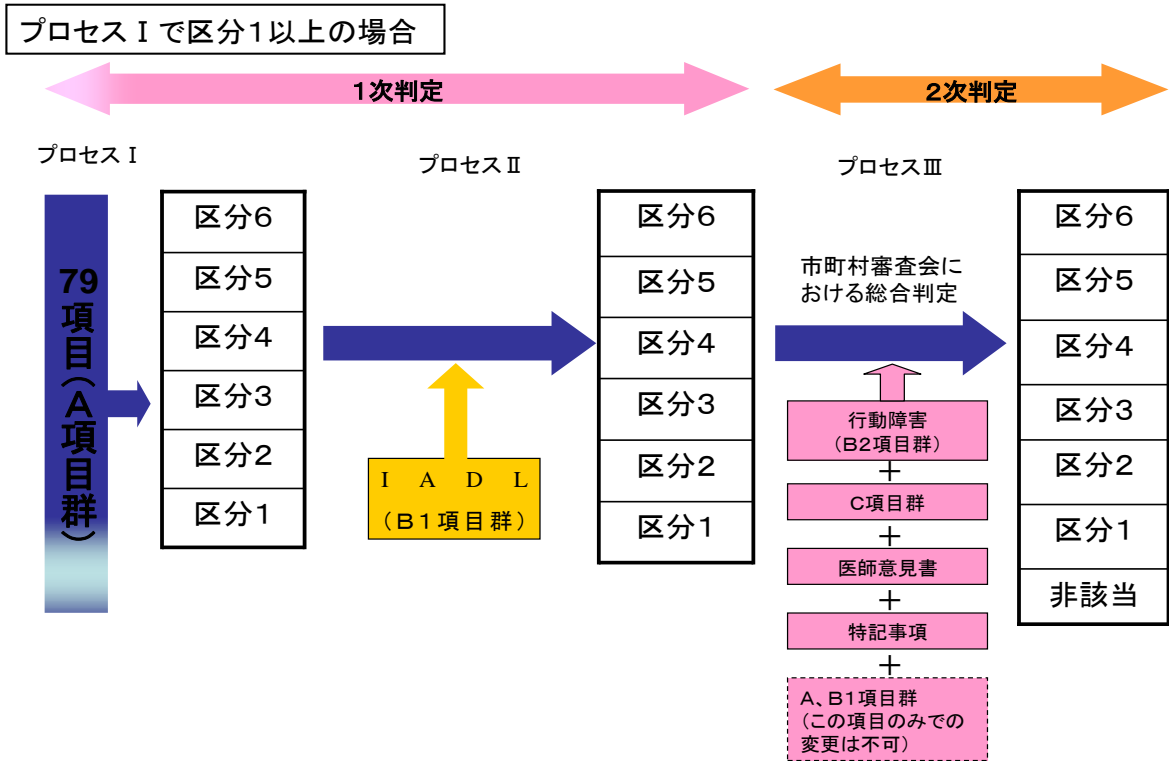 プロセスⅠで区分1以上の場合
1次判定
2次判定
プロセスⅠ
プロセスⅡ
プロセスⅢ
79項目(A項目群)
区分6
区分5
区分4
区分3
区分2
区分1
IADL
(B1項目群)
区分6
区分5
区分4
区分3
区分2
区分1
市町村審査会に
おける総合判定
行動障害
(B2項目群)
+
C項目群
+
医師意見書
+
特記事項
+
A、B1項目群
(この項目のみでの
変更は不可)
区分6
区分5
区分4
区分3
区分2
区分1
非該当